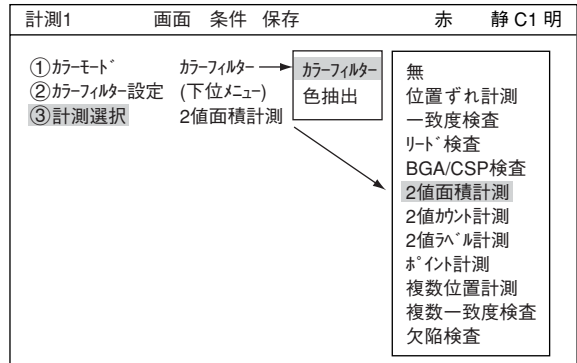 計測1 画面 条件 保存 赤 静 C1 明
①カラーモード カラーフィルター
②カラーフィルター設定 (下位メニュー)
③計測選択 2値面積計測
カラーフィルター
色抽出
無
位置ずれ計測
一致度検査
リード検査
BGA/CSP検査
2値面積計測
2値カウント計測
2値ラベル計測
ポイント計測
複数位置計測
複数一致度検査
欠陥検査